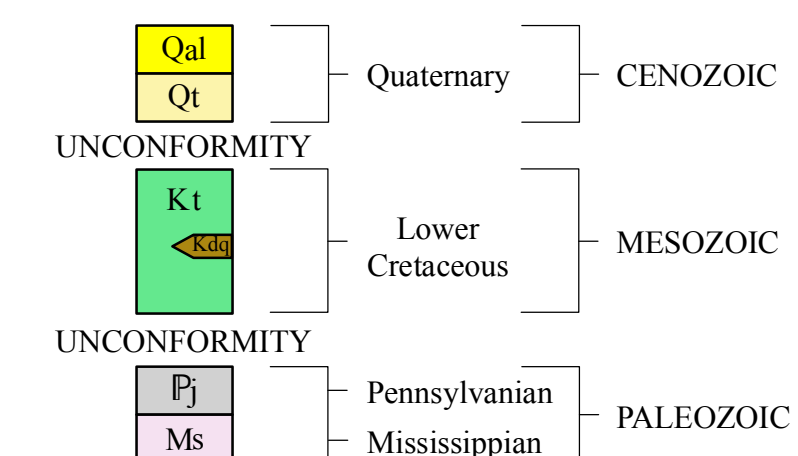 Qal
Qt
Quaternary
CENOZOIC
UNCONFORMITY
Kt
Kdq
Lower
Cretaceous
MESOZOIC
UNCONFORMITY
ℙj
Pennsylvanian
Ms
Mississippian
PALEOZOIC